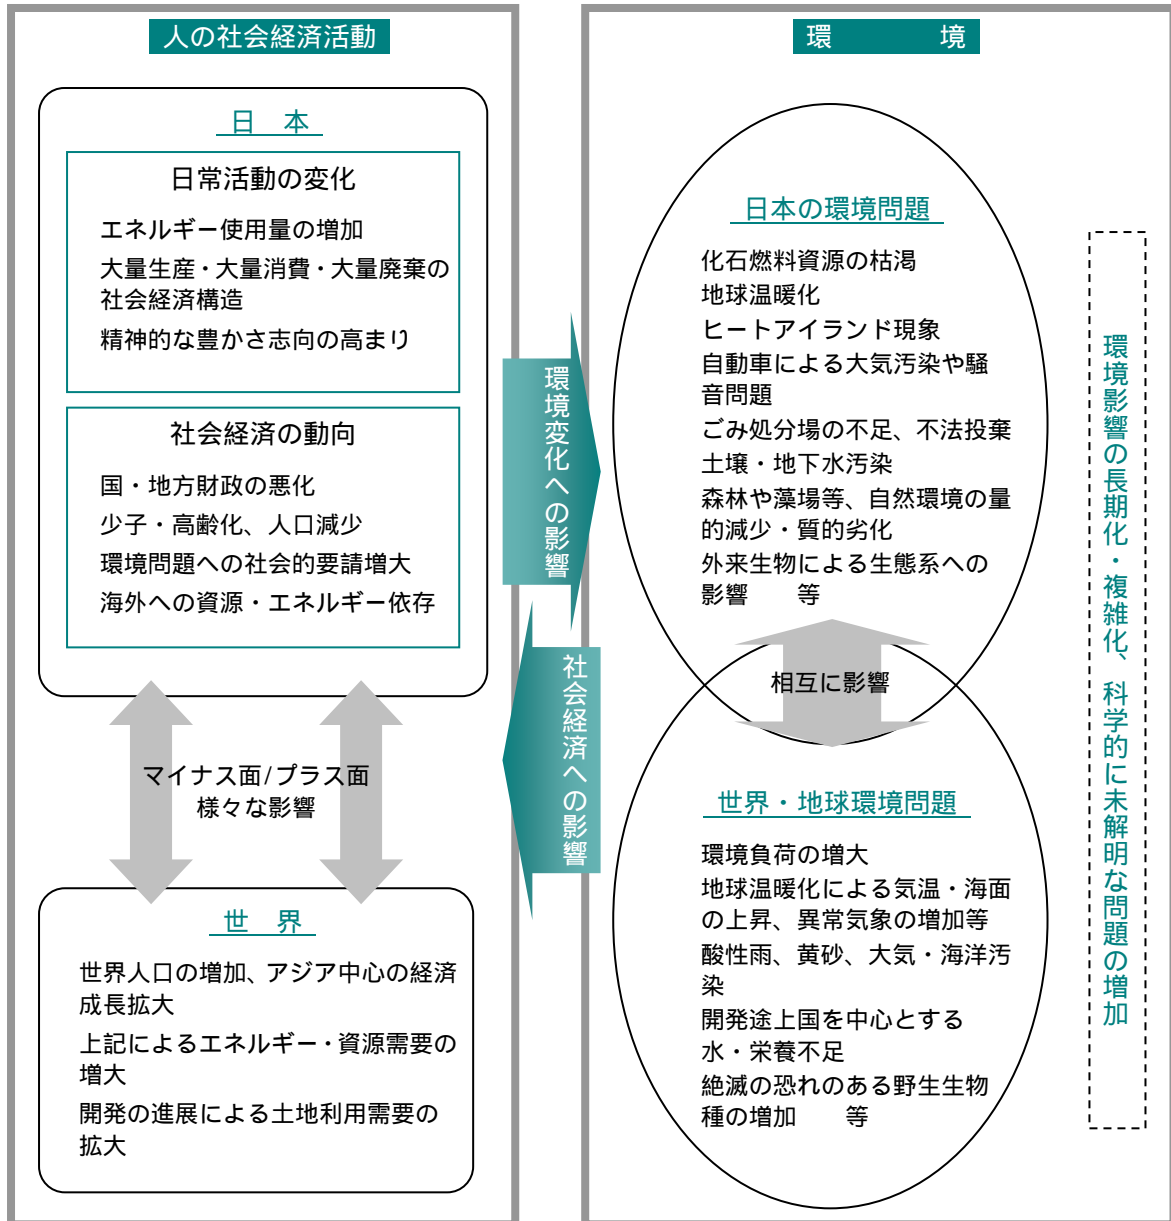 人の社会経済活動
日　本
日常活動の変化
エネルギー使用量の増加
大量生産・大量消費・大量廃棄の
社会経済構造
精神的な豊かさ志向の高まり
社会経済の動向
国・地方財政の悪化
少子・高齢化、人口減少
環境問題への社会的要請増大
海外への資源・エネルギー依存
マイナス面/プラス面
様々な影響
世　界
世界人口の増加、アジア中心の経済
成長拡大
上記によるエネルギー・資源需要の
増大
開発の進展による土地利用需要の
拡大
環境変化への影響
社会経済への影響
環　　境
日本の環境問題
化石燃料資源の枯渇
地球温暖化
ヒートアイランド現象
自動車による大気汚染や騒
音問題
ごみ処分場の不足、不法投棄
土壌・地下水汚染
森林や藻場等、自然環境の量
的減少・質的劣化
外来生物による生態系への
影響　　等
相互に影響
世界・地球環境問題
環境負荷の増大
地球温暖化による気温・海面
の上昇、異常気象の増加等
酸性雨、黄砂、大気・海洋汚
染
開発途上国を中心とする
水・栄養不足
絶滅の恐れのある野生生物
種の増加　　等
環境影響の長期化・複雑化、科学的に未解明な問題の増加